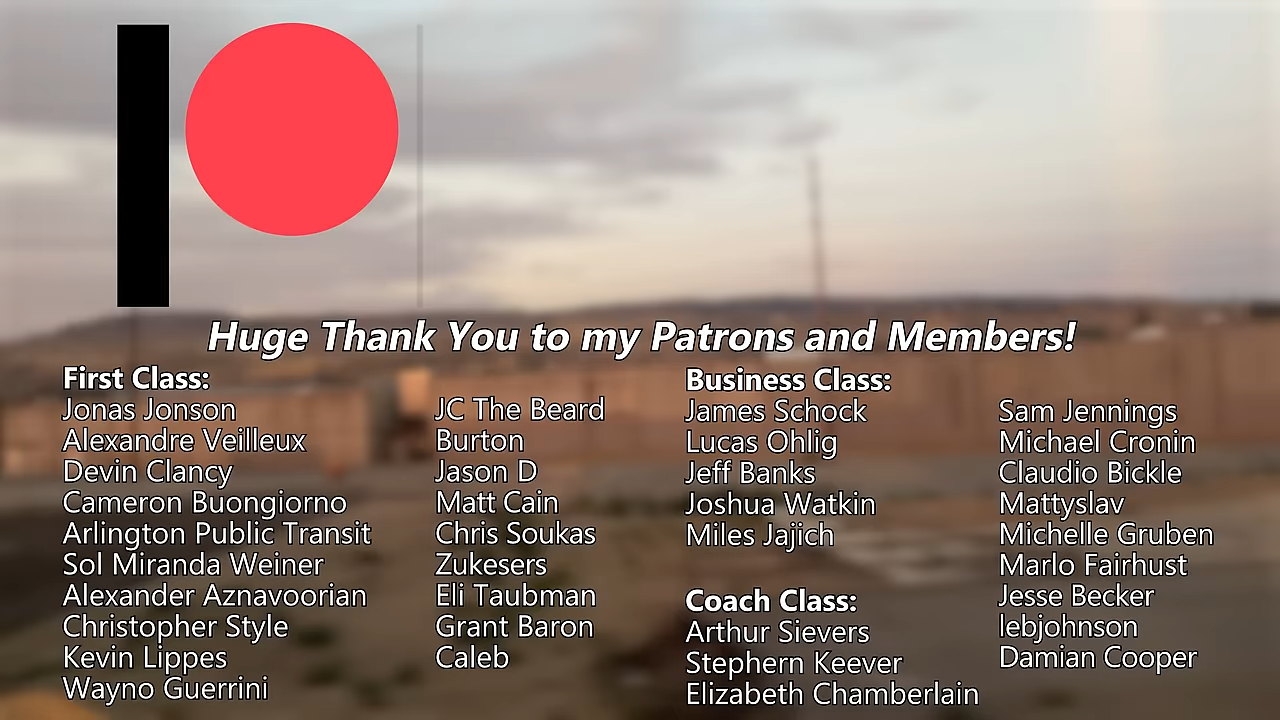 Huge Thank You to my Patrons and Members!
First Class:
Jonas Jonson
Alexandre Veilleux
Devin Clancy
Cameron Buongiorno
Arlington Public Transit
Sol Miranda Weiner
Alexander Aznavoorian
Christopher Style
Kevin Lippes
Wayno Guerrini
JC The Beard
Burton
Jason D
Matt Cain
Chris Soukas
Zukesers
Eli Taubman
Grant Baron
Caleb
Business Class:
James Schock
Lucas Ohlig
Jeff Banks
Joshua Watkin
Miles Jajich
Coach Class:
Arthur Sievers
Stephern Keever
Elizabeth Chamberlain
Sam Jennings
Michael Cronin
Claudio Bickle
Mattyslav
Michelle Gruben
Marlo Fairhust
Jesse Becker
lebjohnson
Damian Cooper